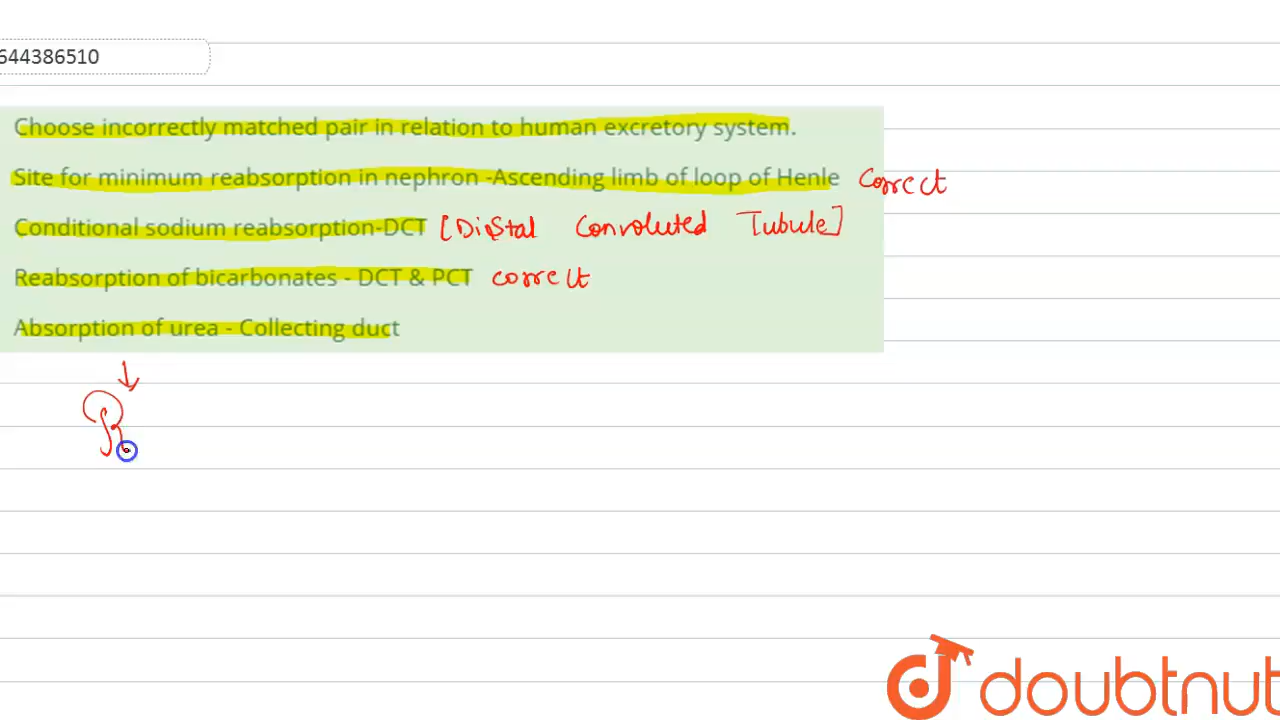 644386510
Choose incorrectly matched pair in relation to human excretory system.
Site for minimum reabsorption in nephron -Ascending limb of loop of Henle Correct
Conditional sodium reabsorption-DCT [Distal Convoluted Tubule]
Reabsorption of bicarbonates - DCT & PCT correct
Absorption of urea - Collecting duct
R
doubtnut